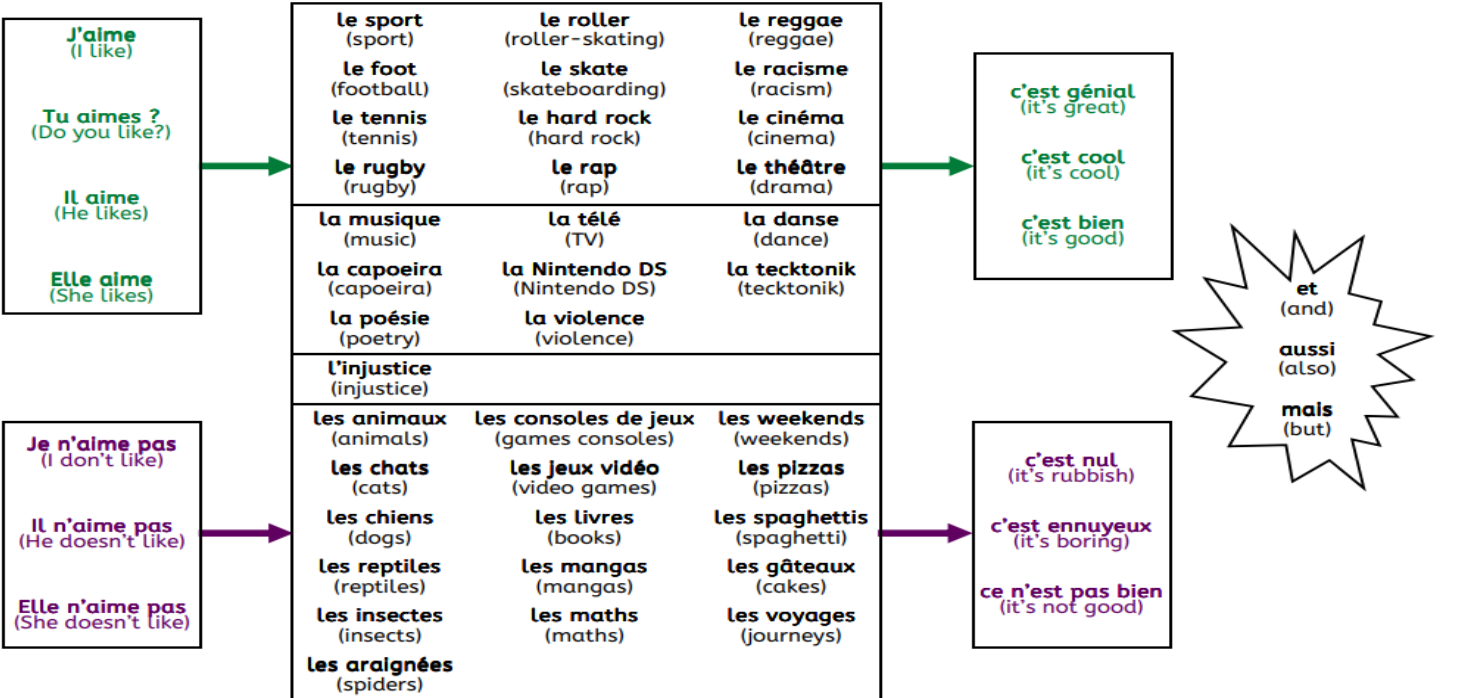 J'aime
(I like)
Tu aimes ?
(Do you like?)
Il aime
(He likes)
Elle aime
(She likes)
Je n'aime pas
(I don't like)
Il n'aime pas
(He doesn't like)
Elle n'aime pas
(She doesn't like)
le sport le roller le reggae
(sport) (roller-skating) (reggae)
le foot le skate le racisme
(football) (skateboarding) (racism)
le tennis le hard rock le cinéma
(tennis) (hard rock) (cinema)
le rugby le rap le théâtre
(rugby) (rap) (drama)
la musique la télé la danse
(music) (TV) (dance)
la capoeira la Nintendo DS la tecktonik
(capoeira) (Nintendo DS) (tecktonik)
la poésie la violence
(poetry) (violence)
l'injustice
(injustice)
les animaux les consoles de jeux les weekends
(animals) (games consoles) (weekends)
les chats les jeux vidéo les pizzas
(cats) (video games) (pizzas)
les chiens les livres les spaghettis
(dogs) (books) (spaghetti)
les reptiles les mangas les gâteaux
(reptiles) (mangas) (cakes)
les insectes les maths les voyages
(insects) (maths) (journeys)
les araignées
(spiders)
c'est génial
(it's great)
c'est cool
(it's cool)
c'est bien
(it's good)
c'est nul
(it's rubbish)
c'est ennuyeux
(it's boring)
ce n'est pas bien
(it's not good)
et
(and)
aussi
(also)
mais
(but)